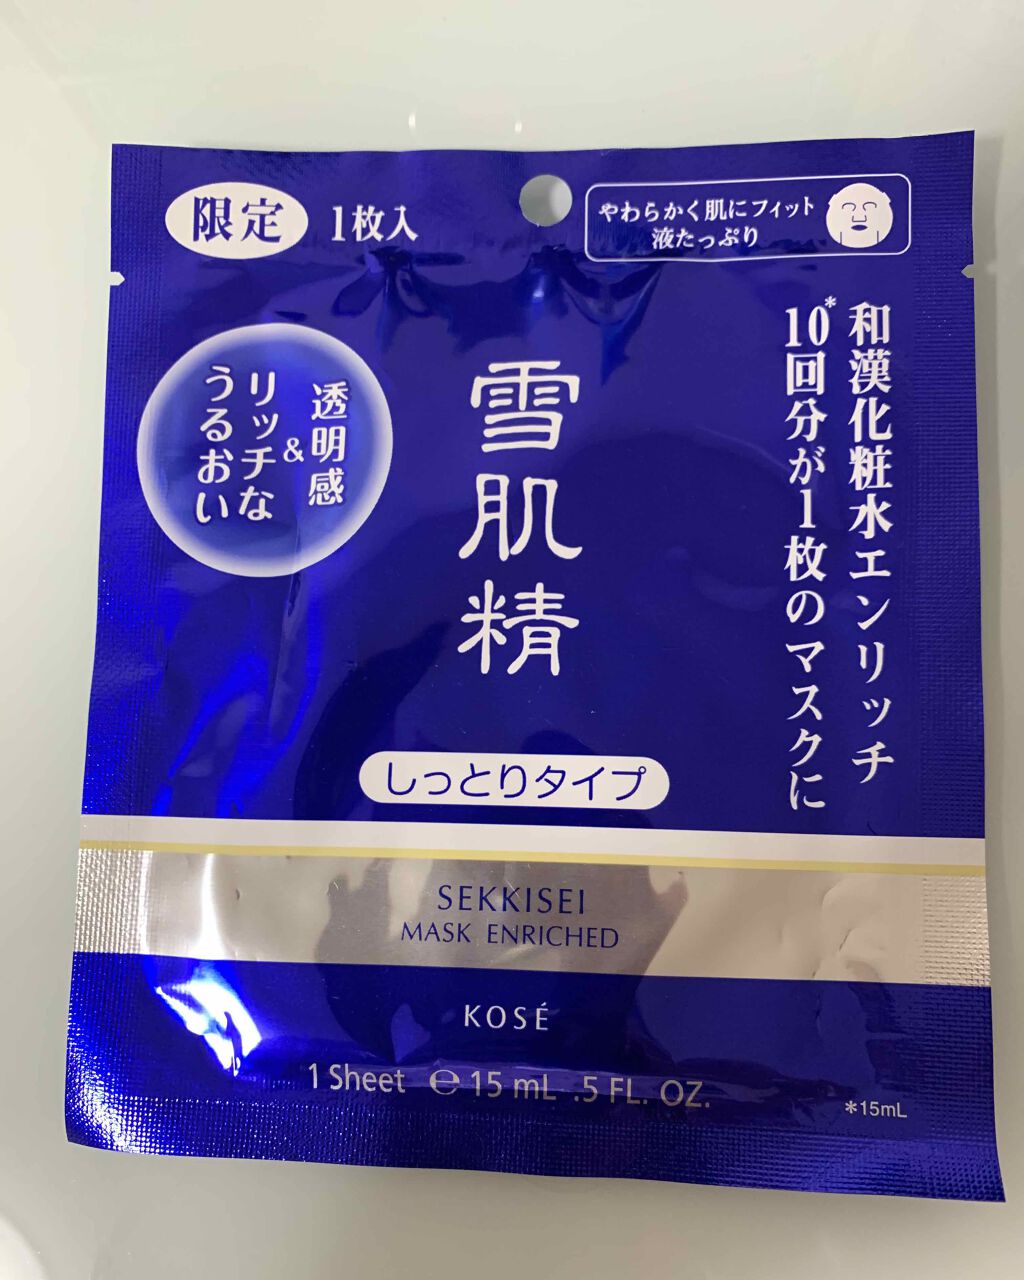 限定 1枚入
やわらかく肌にフィット
液たっぷり
和漢化粧水エンリッチ
10*回分が1枚のマスクに
透明感
&
リッチな
うるおい
雪肌精
しっとりタイプ
SEKKISEI
MASK ENRICHED
KOSÉ
1 Sheet ℮ 15 mL .5 FL. OZ.
*15mL